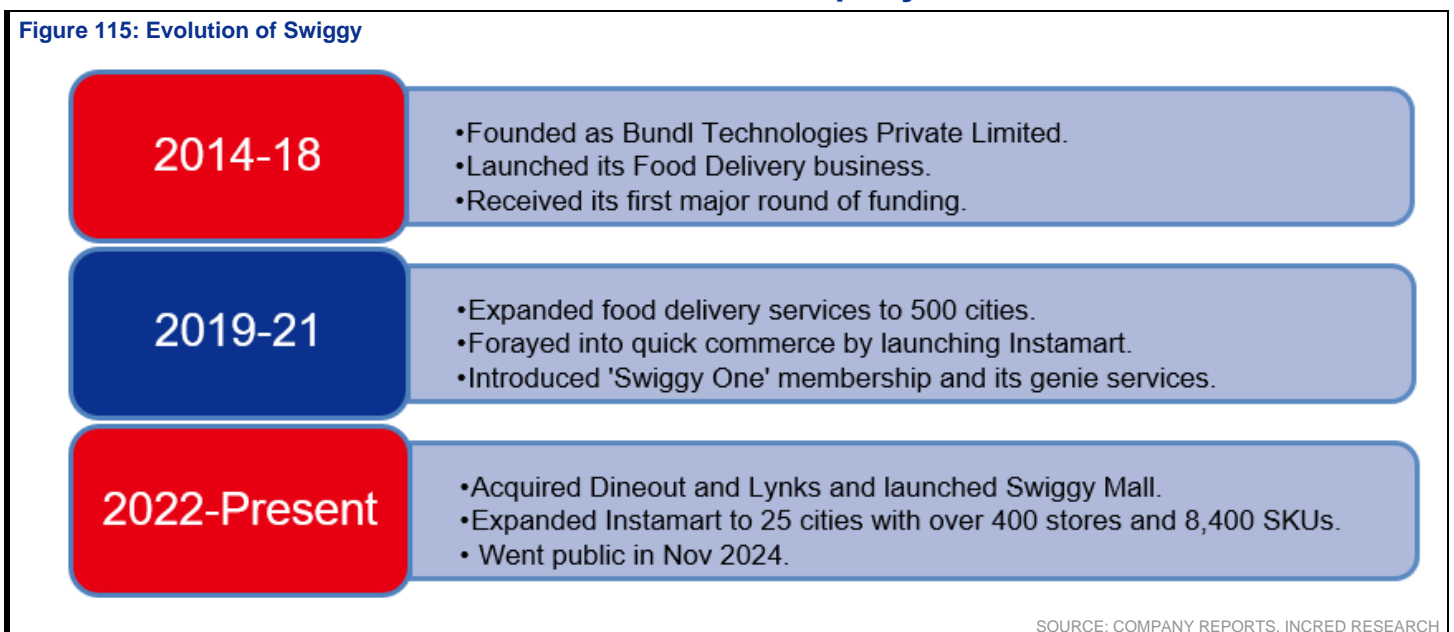 Figure 115: Evolution of Swiggy
2014-18
•Founded as Bundl Technologies Private Limited.
•Launched its Food Delivery business.
•Received its first major round of funding.
2019-21
•Expanded food delivery services to 500 cities.
•Forayed into quick commerce by launching Instamart.
•Introduced 'Swiggy One' membership and its genie services.
2022-Present
•Acquired Dineout and Lynks and launched Swiggy Mall.
•Expanded Instamart to 25 cities with over 400 stores and 8,400 SKUs.
• Went public in Nov 2024.
SOURCE: COMPANY REPORTS, INCRED RESEARCH